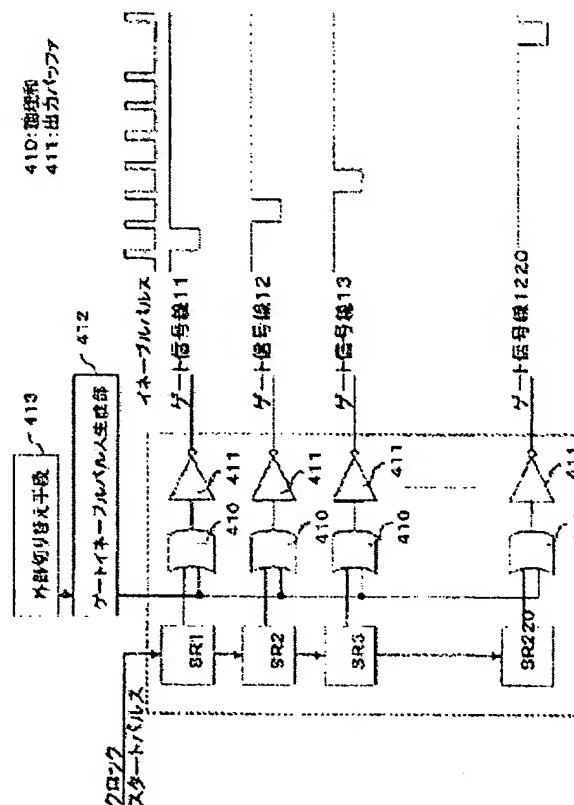 410:論理和
411:出力バッファ
413
外部切り替え手段
412
ゲートイネーブルパルス生成部
イネーブルパルス
クロック
スタートパルス
SR1
410
411
ゲート信号線11
SR2
410
411
ゲート信号線12
SR3
410
411
ゲート信号線13
SR220
410
411
ゲート信号線1220